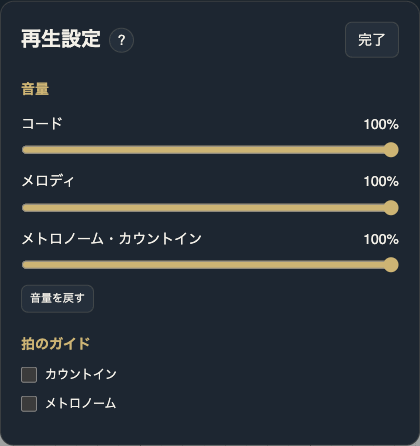 再生設定 ?
完了
音量
コード 100%
メロディ 100%
メトロノーム・カウントイン 100%
音量を戻す
拍のガイド
カウントイン
メトロノーム